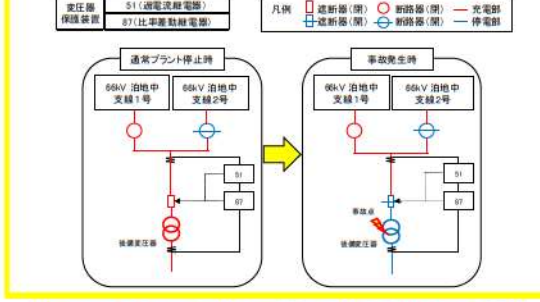 変圧器
保護装置
51(過電流継電器)
87(比率差動継電器)
凡例
遮断器(閉) 断路器(閉) 充電部
遮断器(開) 断路器(開) 停電部
通常プラント停止時
66kV 泊地中
支線1号
66kV 泊地中
支線2号
51
87
後備変圧器
事故発生時
66kV 泊地中
支線1号
66kV 泊地中
支線2号
51
87
事故点
後備変圧器